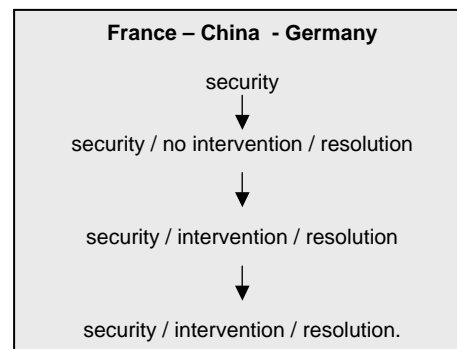 France – China  - Germany
security
security / no intervention / resolution
security / intervention / resolution
security / intervention / resolution.